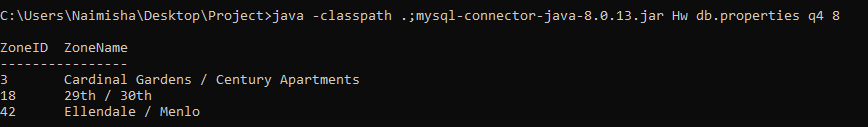 C:\Users\Naimisha\Desktop\Project>java -classpath .;mysql-connector-java-8.0.13.jar Hw db.properties q4 8
ZoneID  ZoneName
----------------
3       Cardinal Gardens / Century Apartments
18      29th / 30th
42      Ellendale / Menlo